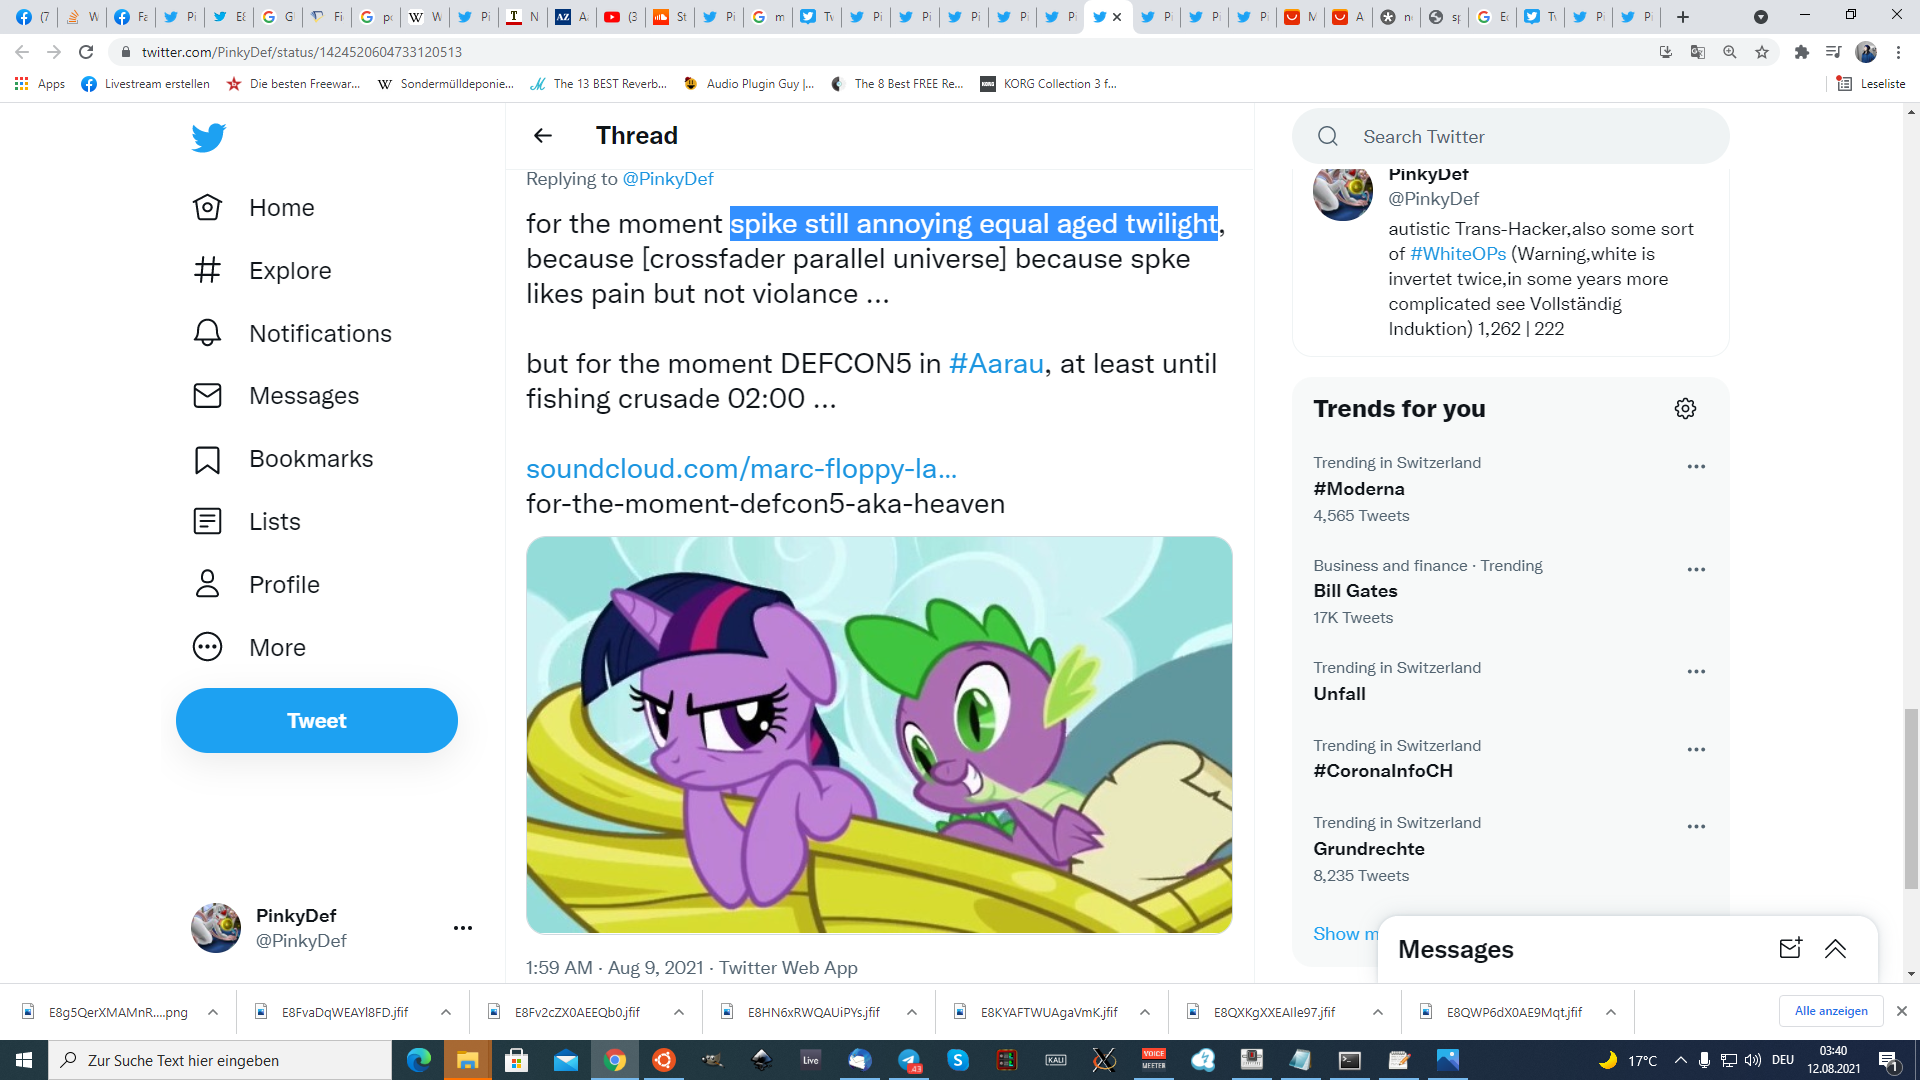 twitter.com/PinkyDef/status/1424520604733120513
Apps
Livestream erstellen
Die besten Freewar...
Sondermülldeponie...
The 13 BEST Reverb...
Audio Plugin Guy |...
The 8 Best FREE Re...
KORG Collection 3 f...
Leseliste
Home
Explore
Notifications
Messages
Bookmarks
Lists
Profile
More
Tweet
PinkyDef
@PinkyDef
Thread
Replying to @PinkyDef
for the moment spike still annoying equal aged twilight,
because [crossfader parallel universe] because spke
likes pain but not violance ...
but for the moment DEFCON5 in #Aarau, at least until
fishing crusade 02:00 ...
soundcloud.com/marc-floppy-la...
for-the-moment-defcon5-aka-heaven
1:59 AM · Aug 9, 2021 · Twitter Web App
Search Twitter
PinkyDef
@PinkyDef
autistic Trans-Hacker,also some sort
of #WhiteOPs (Warning,white is
invertet twice,in some years more
complicated see Vollständig
Induktion) 1,262 | 222
Trends for you
Trending in Switzerland
#Moderna
4,565 Tweets
Business and finance · Trending
Bill Gates
17K Tweets
Trending in Switzerland
Unfall
Trending in Switzerland
#CoronaInfoCH
Trending in Switzerland
Grundrechte
8,235 Tweets
Show m
Messages
E8g5QerXMAMnR....png
E8FvaDqWEAYl8FD.jfif
E8Fv2cZX0AEEQb0.jfif
E8HN6xRWQAUiPYs.jfif
E8KYAFTWUAgaVmK.jfif
E8QXKgXXEAIle97.jfif
E8QWP6dX0AE9Mqt.jfif
Alle anzeigen
Zur Suche Text hier eingeben
Live
KALI
VOICE
MEETER
17°C
DEU
03:40
12.08.2021